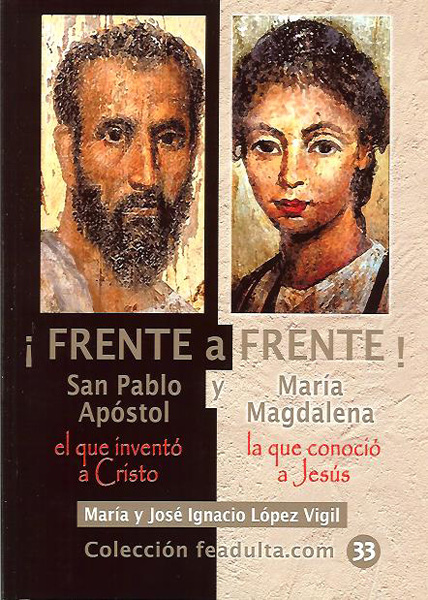 ¡ FRENTE a FRENTE !
San Pablo
Apóstol
y
María
Magdalena
el que inventó
a Cristo
la que conoció
a Jesús
María y José Ignacio López Vigil
Colección feadulta.com 33